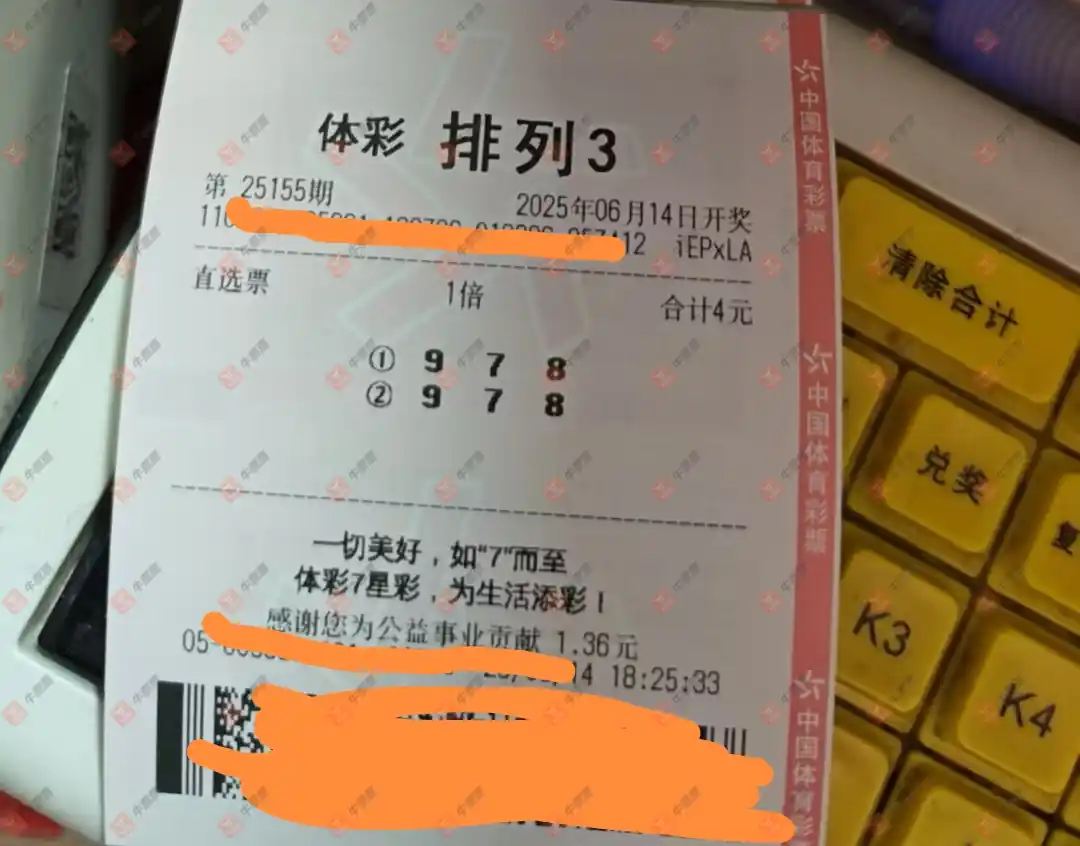 体彩 排列3
第 25155期
2025年06月14日开奖
110
12 iEPxLA
直选票 1倍 合计4元
① 9 7 8
② 9 7 8
一切美好，如“7”而至
体彩7星彩，为生活添彩！
感谢您为公益事业贡献 1.36元
05-
14 18:25:33
中国体育彩票
中国体育彩票
中国体育彩
清除合计
兑奖
复
K3
K4